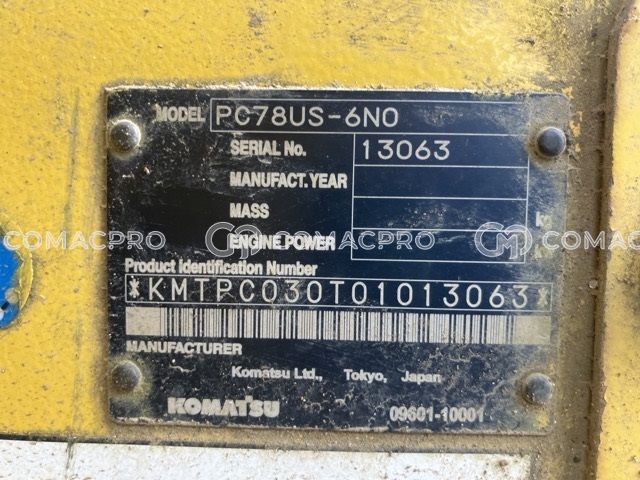 MODEL PC78US-6N0
SERIAL No. 13063
MANUFACT. YEAR
MASS
ENGINE POWER
COMACPRO COMACPRO COMACPRO
Product Identification Number
*KMTPC030T01013063*
MANUFACTURER
Komatsu Ltd., Tokyo, Japan
KOMATSU 09601-10001